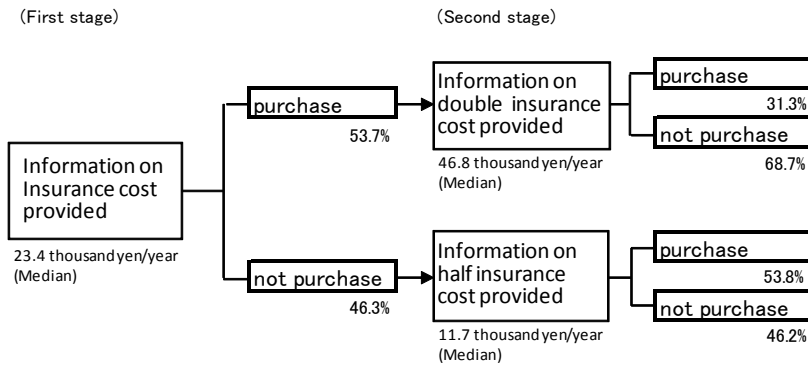 (First stage)
(Second stage)
Information on
Insurance cost
provided
23.4 thousand yen/year
(Median)
purchase
53.7%
not purchase
46.3%
Information on
double insurance
cost provided
46.8 thousand yen/year
(Median)
purchase
31.3%
not purchase
68.7%
Information on
half insurance
cost provided
11.7 thousand yen/year
(Median)
purchase
53.8%
not purchase
46.2%